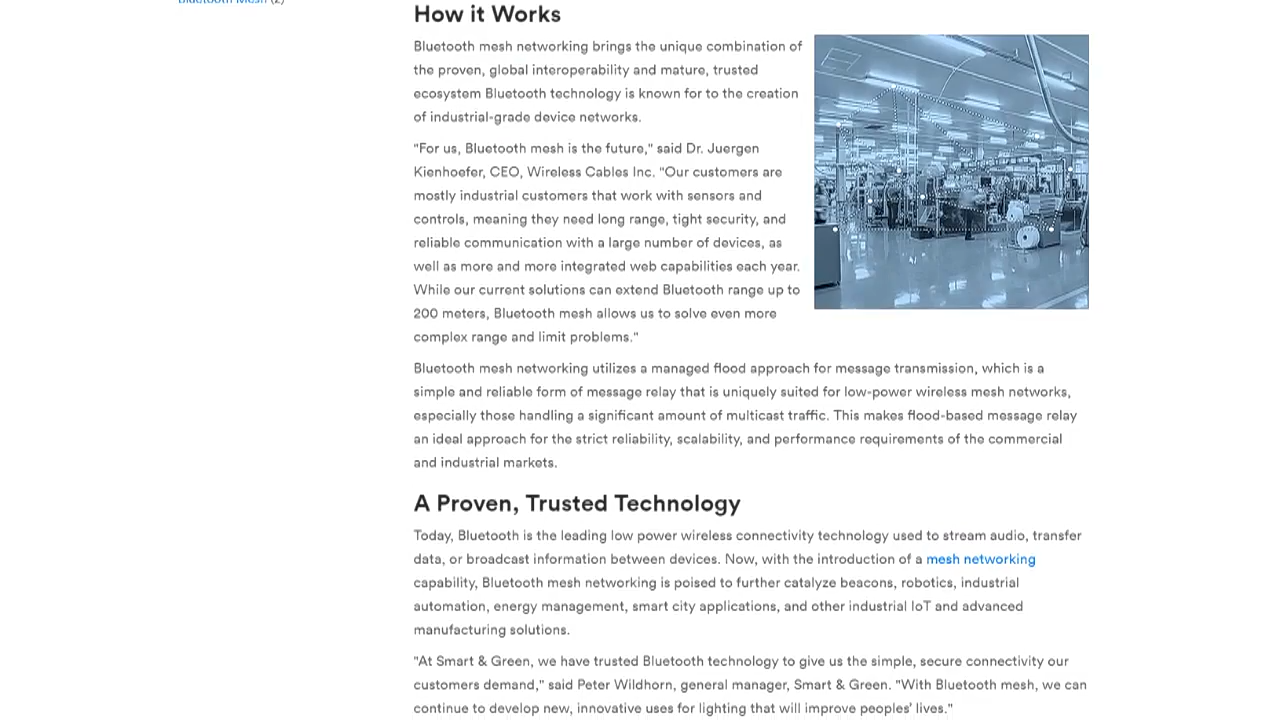 Bluetooth Mesh (2)
How it Works
Bluetooth mesh networking brings the unique combination of
the proven, global interoperability and mature, trusted
ecosystem Bluetooth technology is known for to the creation
of industrial-grade device networks.
"For us, Bluetooth mesh is the future," said Dr. Juergen
Kienhoefer, CEO, Wireless Cables Inc. "Our customers are
mostly industrial customers that work with sensors and
controls, meaning they need long range, tight security, and
reliable communication with a large number of devices, as
well as more and more integrated web capabilities each year.
While our current solutions can extend Bluetooth range up to
200 meters, Bluetooth mesh allows us to solve even more
complex range and limit problems."
Bluetooth mesh networking utilizes a managed flood approach for message transmission, which is a
simple and reliable form of message relay that is uniquely suited for low-power wireless mesh networks,
especially those handling a significant amount of multicast traffic. This makes flood-based message relay
an ideal approach for the strict reliability, scalability, and performance requirements of the commercial
and industrial markets.
A Proven, Trusted Technology
Today, Bluetooth is the leading low power wireless connectivity technology used to stream audio, transfer
data, or broadcast information between devices. Now, with the introduction of a mesh networking
capability, Bluetooth mesh networking is poised to further catalyze beacons, robotics, industrial
automation, energy management, smart city applications, and other industrial IoT and advanced
manufacturing solutions.
"At Smart & Green, we have trusted Bluetooth technology to give us the simple, secure connectivity our
customers demand," said Peter Wildhorn, general manager, Smart & Green. "With Bluetooth mesh, we can
continue to develop new, innovative uses for lighting that will improve peoples' lives."